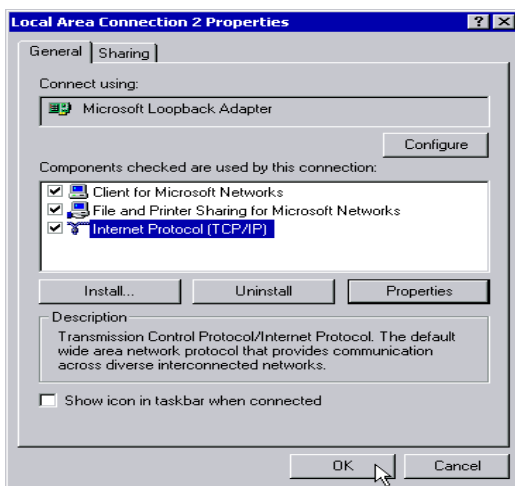 Local Area Connection 2 Properties
General
Sharing
Connect using:
Microsoft Loopback Adapter
Configure
Components checked are used by this connection:
Client for Microsoft Networks
File and Printer Sharing for Microsoft Networks
Internet Protocol (TCP/IP)
Install...
Uninstall
Properties
Description
Transmission Control Protocol/Internet Protocol. The default
wide area network protocol that provides communication
across diverse interconnected networks.
Show icon in taskbar when connected
OK
Cancel